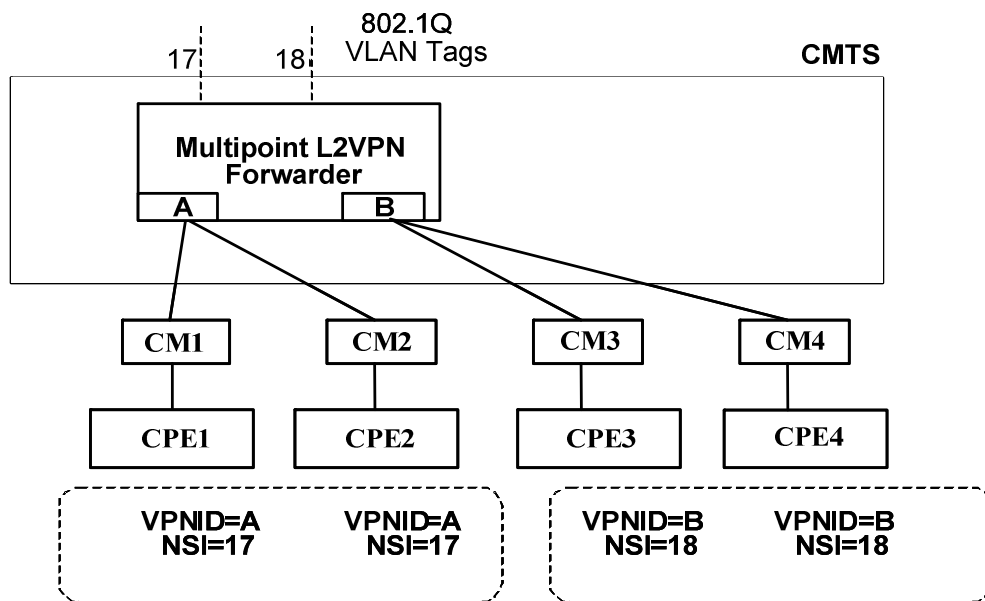 802.1Q
VLAN Tags
17
18
CMTS
Multipoint L2VPN
Forwarder
A
B
CM1
CM2
CM3
CM4
CPE1
CPE2
CPE3
CPE4
VPNID=A
NSI=17
VPNID=A
NSI=17
VPNID=B
NSI=18
VPNID=B
NSI=18